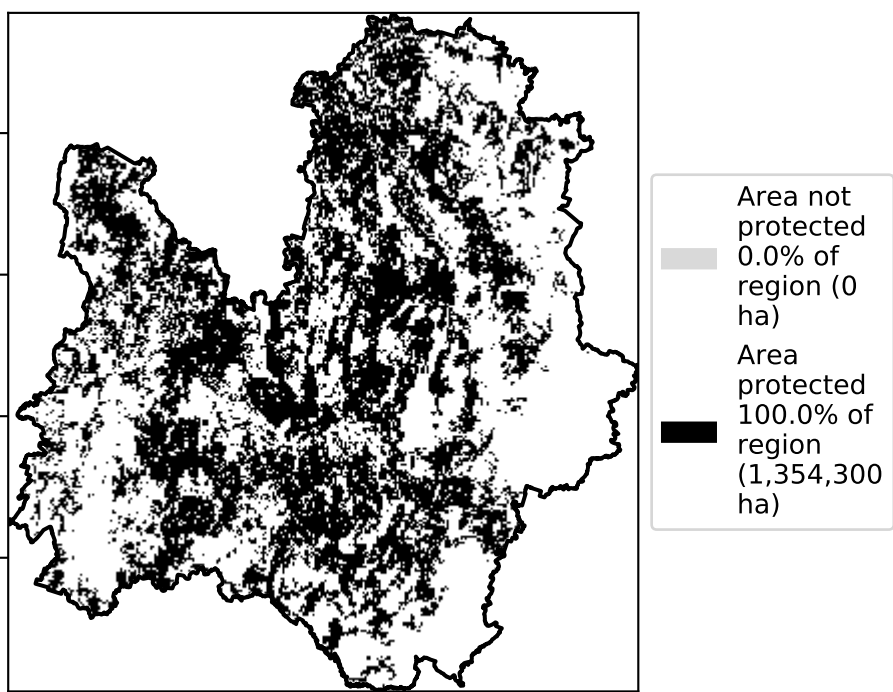 Area not
protected
0.0% of
region (0
ha)
Area
protected
100.0% of
region
(1,354,300
ha)